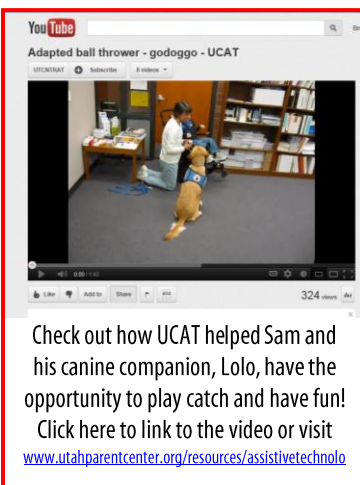 YouTube
Adapted ball thrower - godoggo - UCAT
UTCNTRAT Subscribe 8 videos
0:00 / 1:40
Like Add to Share
324 views
Check out how UCAT helped Sam and
his canine companion, Lolo, have the
opportunity to play catch and have fun!
Click here to link to the video or visit
www.utahparentcenter.org/resources/assistivetechnolo